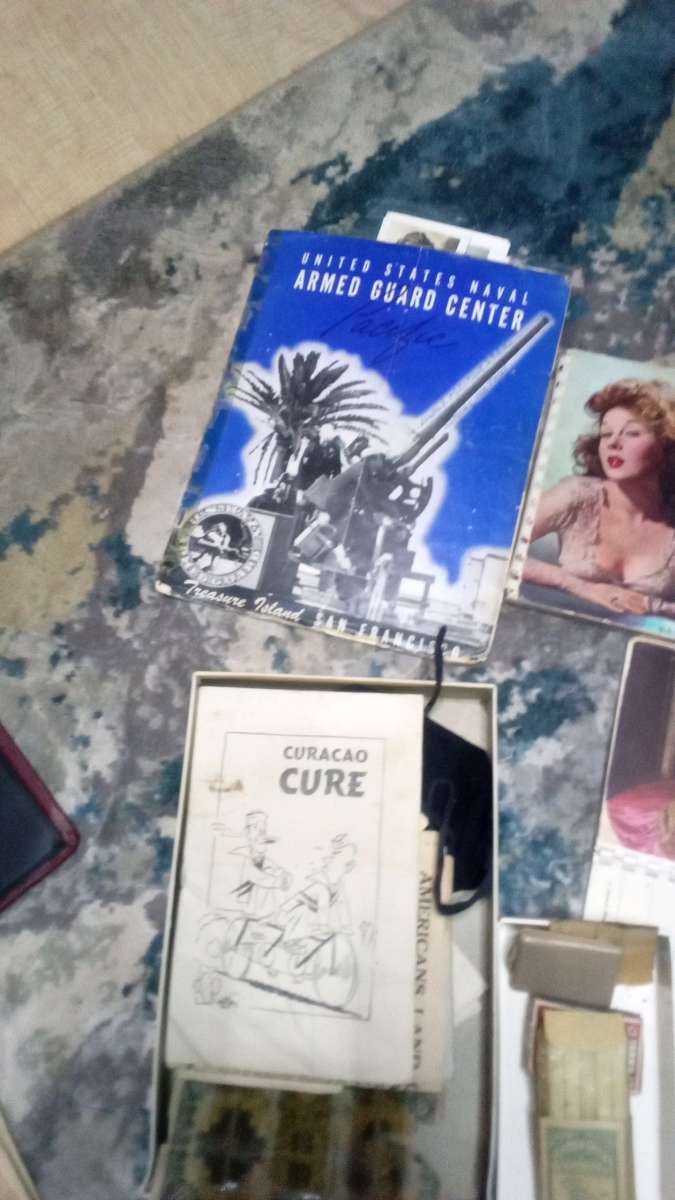 UNITED STATES NAVAL
ARMED GUARD CENTER
Pacific
Treasure Island SAN FRANCISCO
CURACAO
CURE
AMERICANS LAND